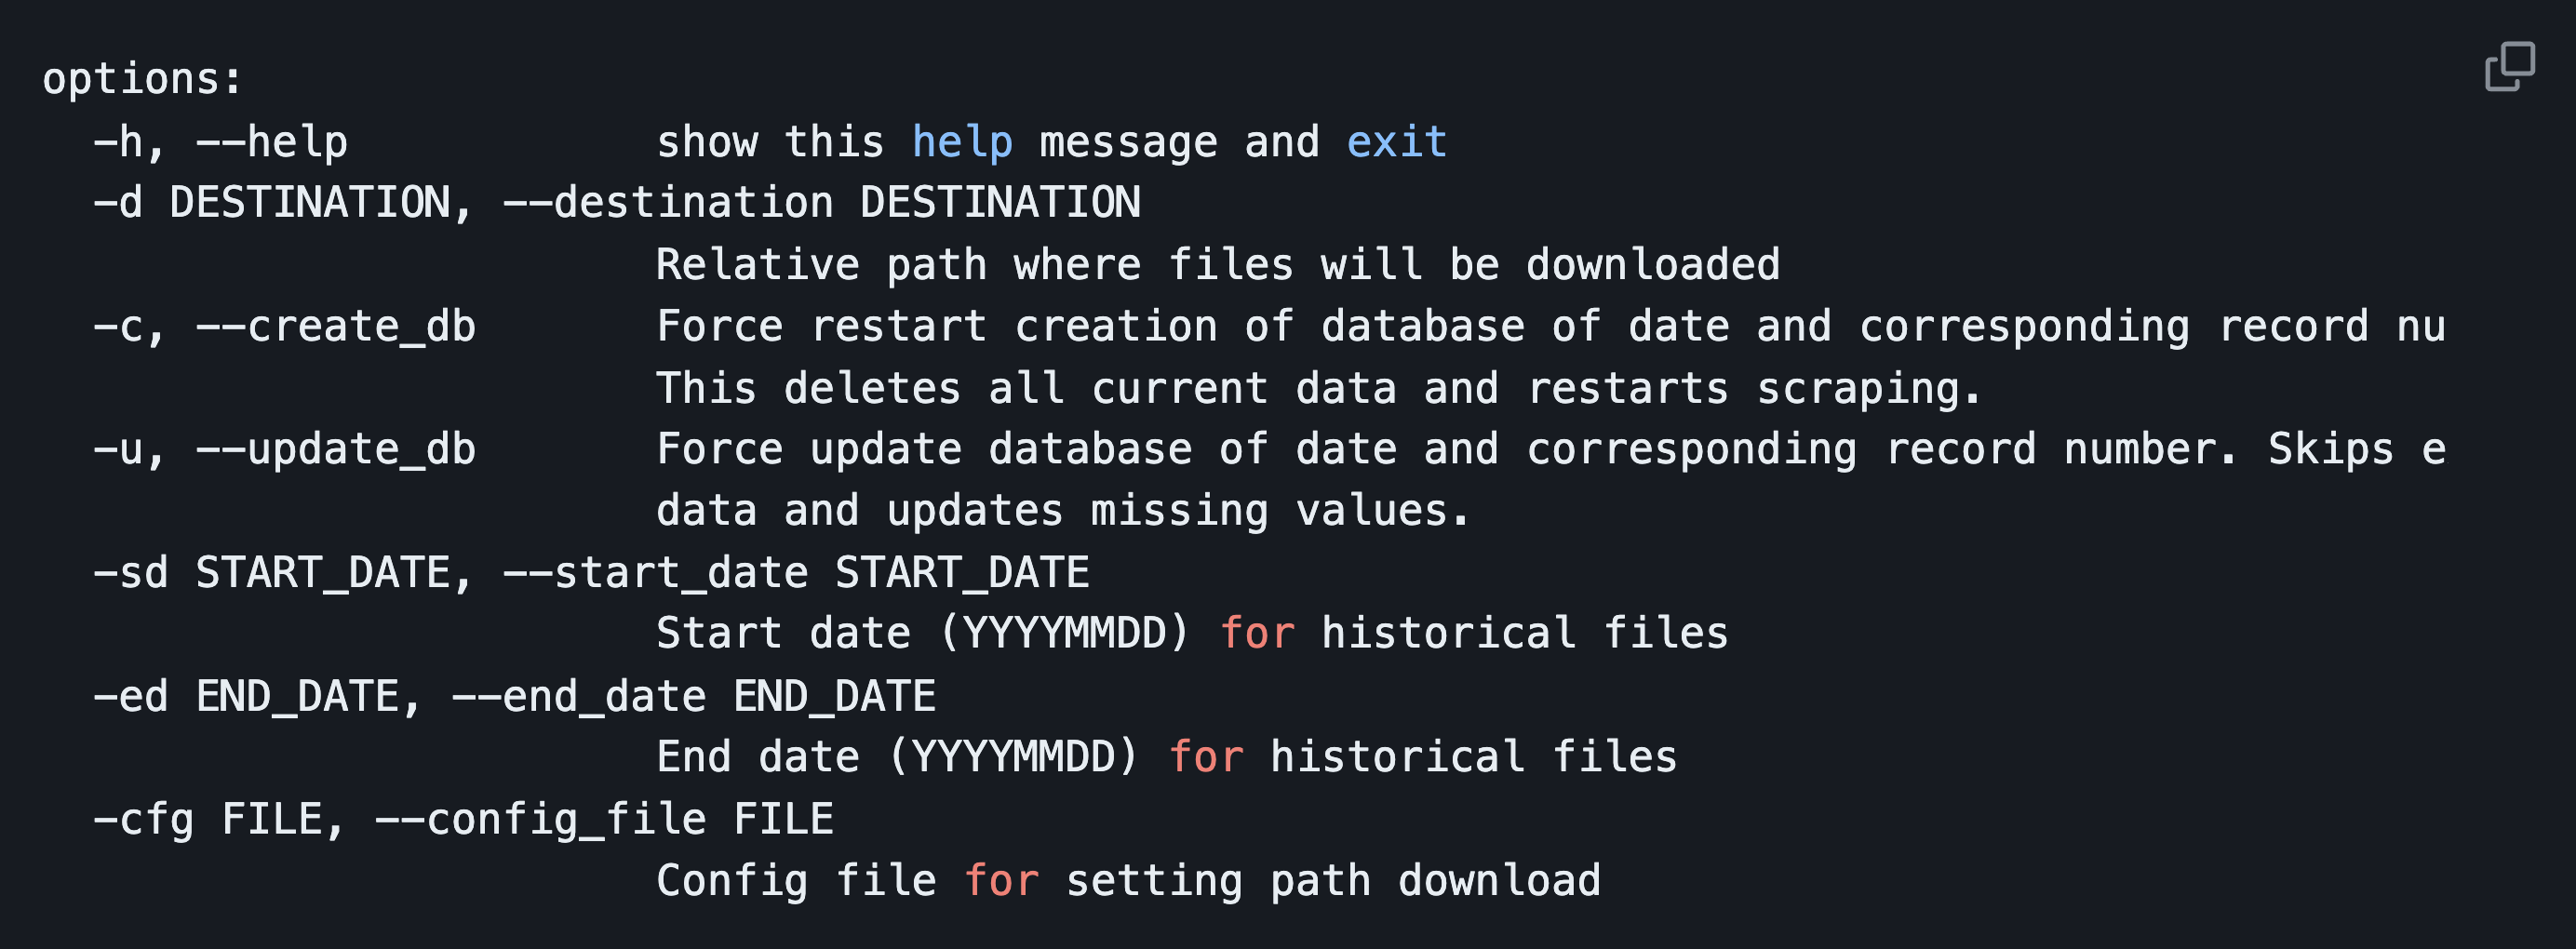 options:
-h, --help show this help message and exit
-d DESTINATION, --destination DESTINATION
Relative path where files will be downloaded
-c, --create_db Force restart creation of database of date and corresponding record nu
This deletes all current data and restarts scraping.
-u, --update_db Force update database of date and corresponding record number. Skips e
data and updates missing values.
-sd START_DATE, --start_date START_DATE
Start date (YYYYMMDD) for historical files
-ed END_DATE, --end_date END_DATE
End date (YYYYMMDD) for historical files
-cfg FILE, --config_file FILE
Config file for setting path download